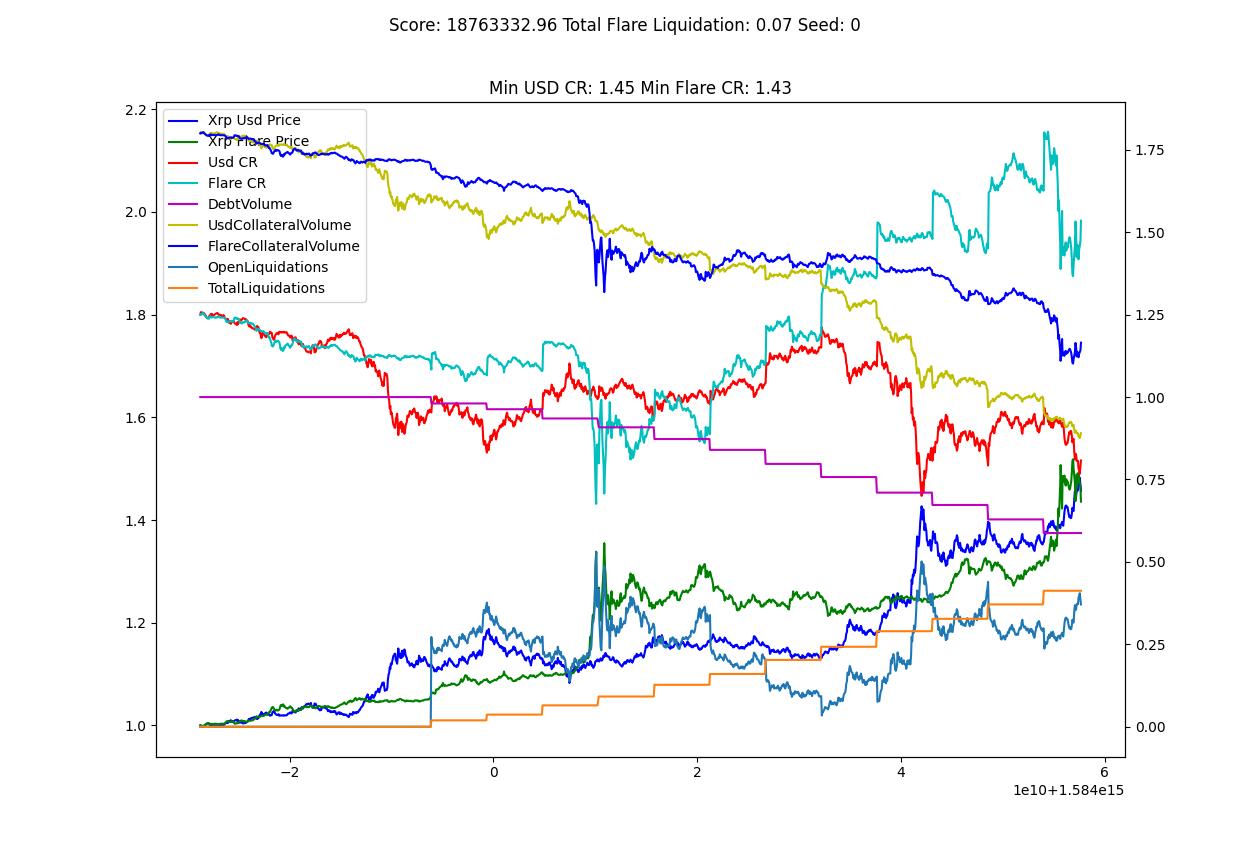 Score: 18763332.96 Total Flare Liquidation: 0.07 Seed: 0
Min USD CR: 1.45 Min Flare CR: 1.43
Xrp Usd Price
Xrp Flare Price
Usd CR
Flare CR
DebtVolume
UsdCollateralVolume
FlareCollateralVolume
OpenLiquidations
TotalLiquidations
2.2
2.0
1.8
1.6
1.4
1.2
1.0
1.75
1.50
1.25
1.00
0.75
0.50
0.25
0.00
−2
0
2
4
6
1e10+1.584e15